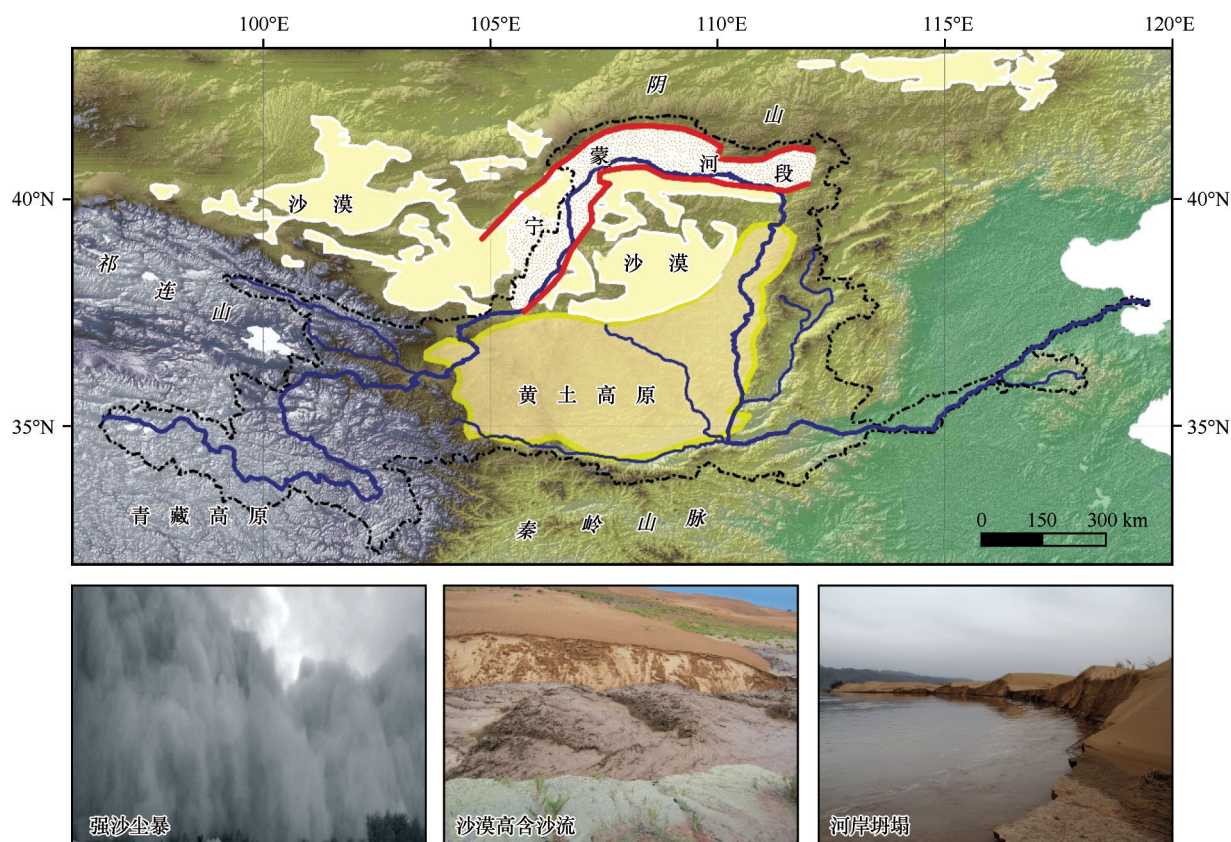 100°E 105°E 110°E 115°E 120°E
阴山
蒙河段
40°N 沙漠 40°N
宁
沙漠
祁连山
黄土高原
35°N 35°N
青藏高原
秦岭山脉
0 150 300 km
强沙尘暴 沙漠高含沙流 河岸坍塌